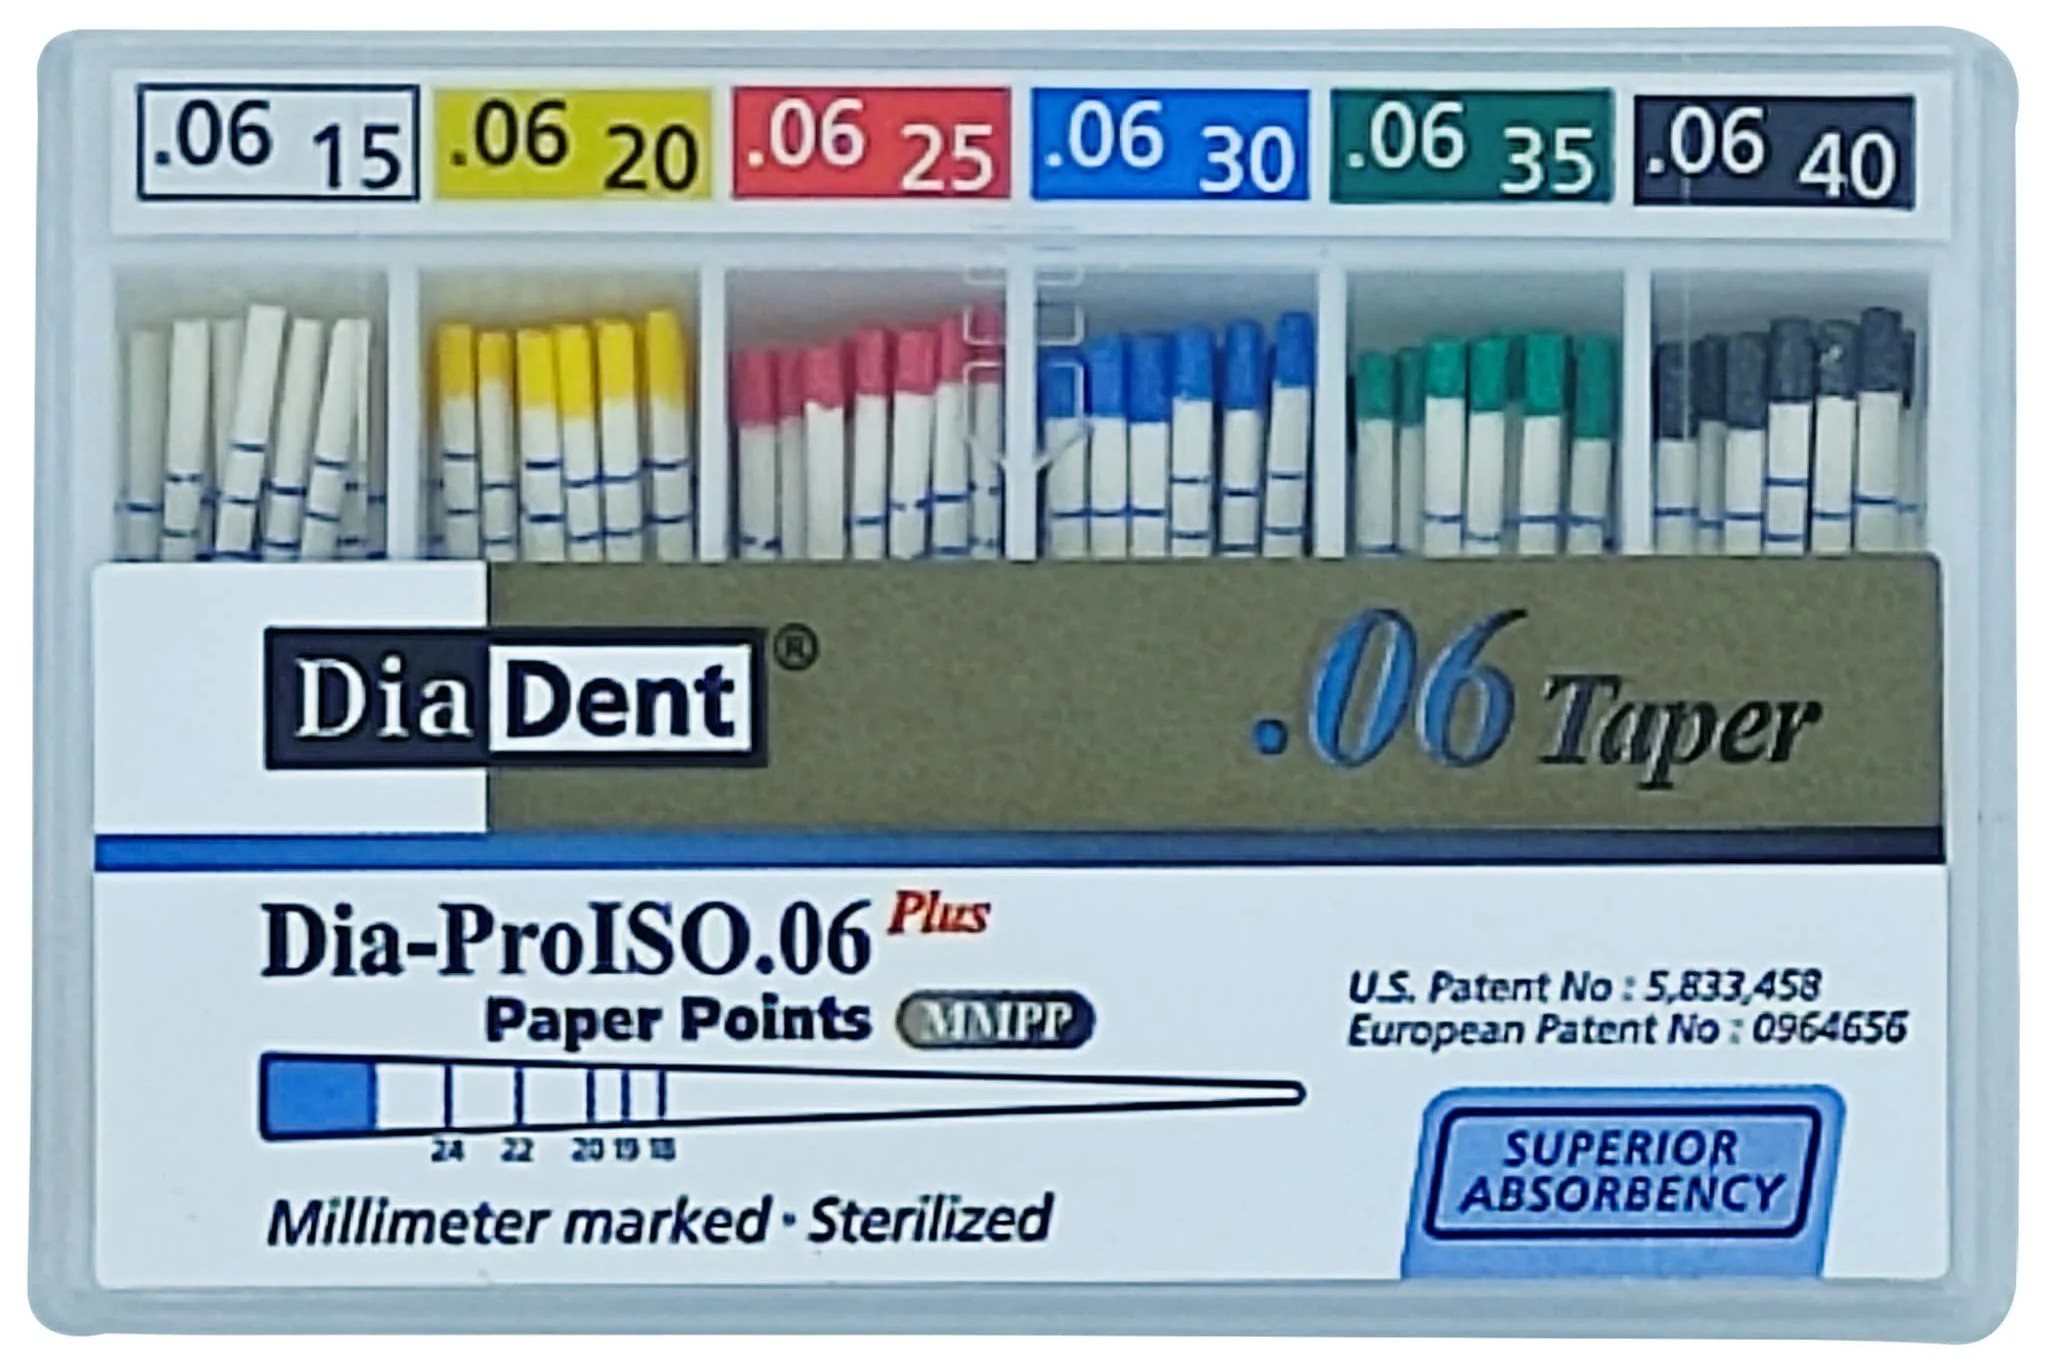 .06 15
.06 20
.06 25
.06 30
.06 35
.06 40
DiaDent®
.06 Taper
Dia-ProISO.06 Plus
Paper Points MMPP
24 22 20 19 18
Millimeter marked · Sterilized
U.S. Patent No : 5,833,458
European Patent No : 0964656
SUPERIOR
ABSORBENCY